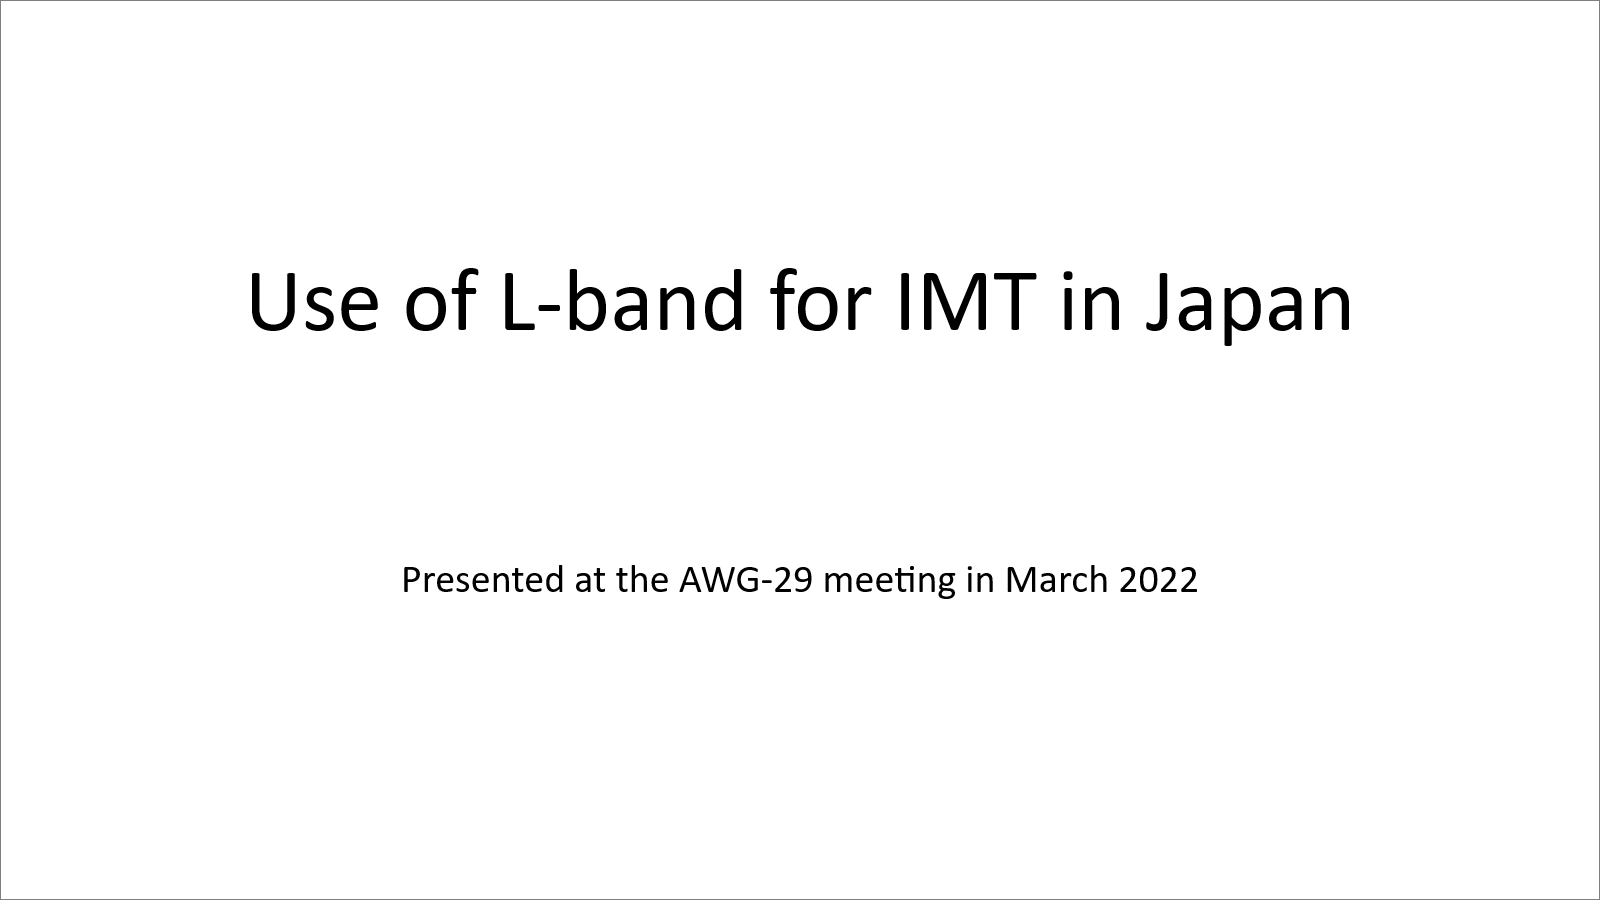 Use of L-band for IMT in Japan
Presented at the AWG-29 meeting in March 2022